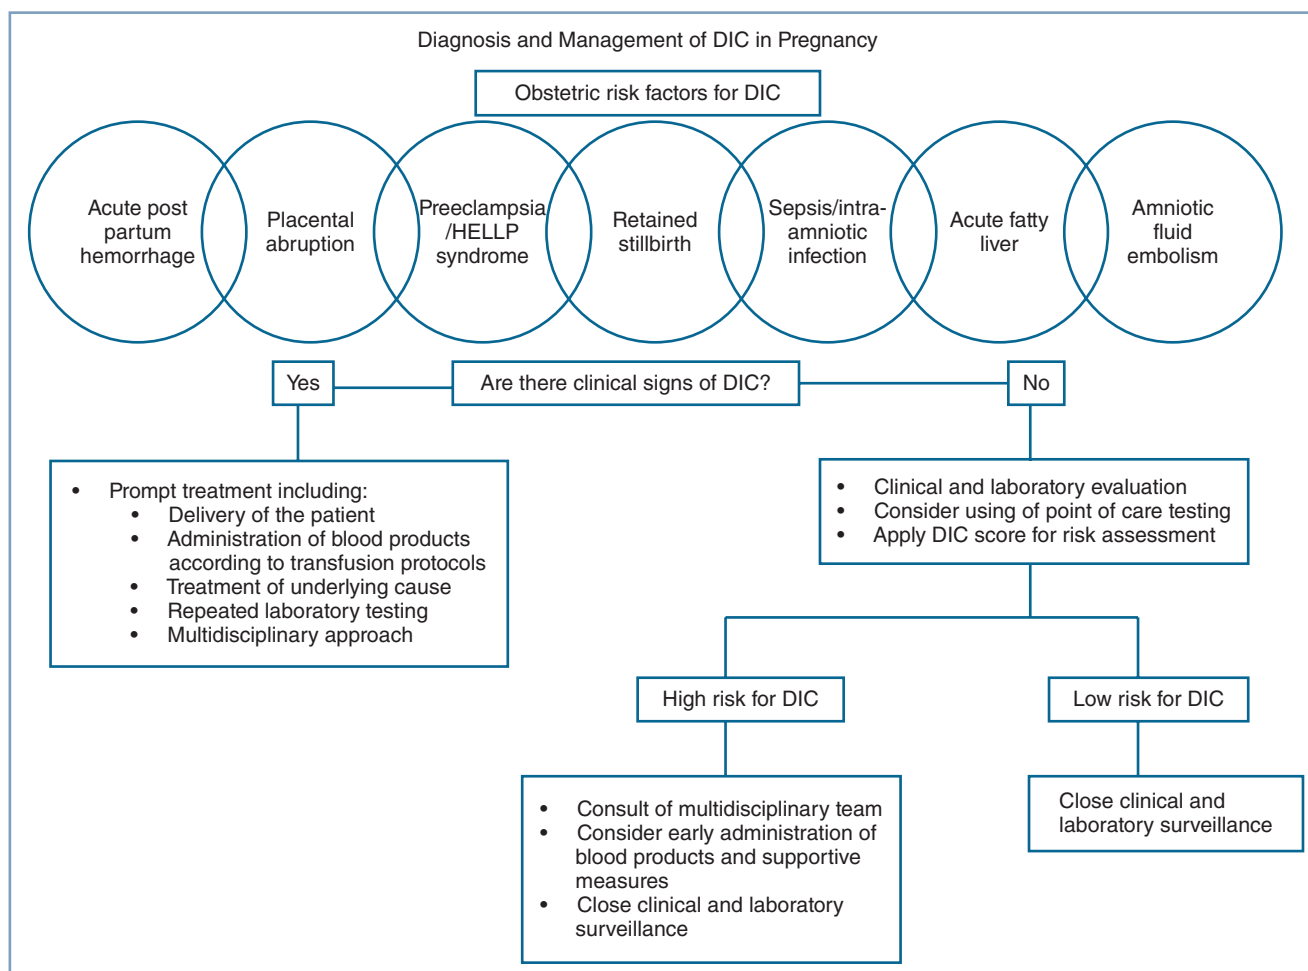 Diagnosis and Management of DIC in Pregnancy
Obstetric risk factors for DIC
Acute post
partum
hemorrhage
Placental
abruption
Preeclampsia
/HELLP
syndrome
Retained
stillbirth
Sepsis/intra-
amniotic
infection
Acute fatty
liver
Amniotic
fluid
embolism
Yes
Are there clinical signs of DIC?
No
• Prompt treatment including:
• Delivery of the patient
• Administration of blood products
according to transfusion protocols
• Treatment of underlying cause
• Repeated laboratory testing
• Multidisciplinary approach
• Clinical and laboratory evaluation
• Consider using of point of care testing
• Apply DIC score for risk assessment
High risk for DIC
Low risk for DIC
• Consult of multidisciplinary team
• Consider early administration of
blood products and supportive
measures
• Close clinical and laboratory
surveillance
Close clinical and
laboratory surveillance